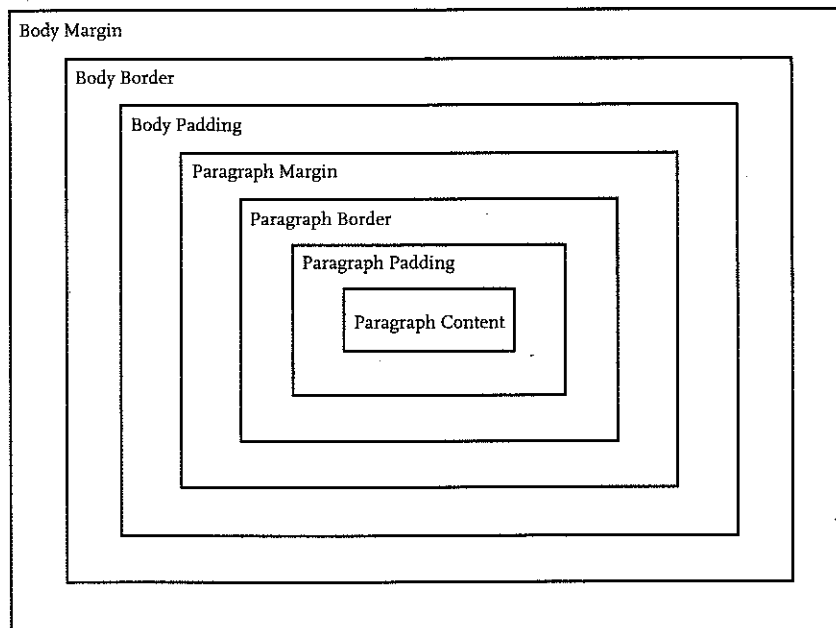 Body Margin
Body Border
Body Padding
Paragraph Margin
Paragraph Border
Paragraph Padding
Paragraph Content